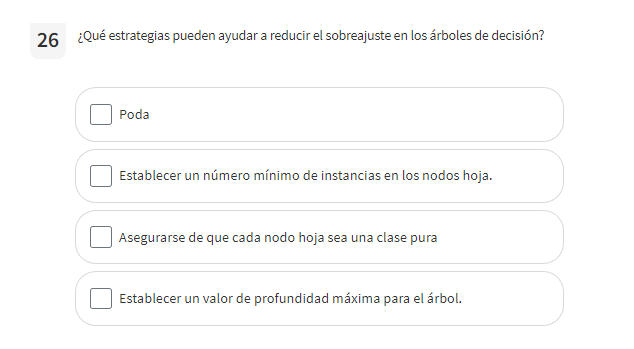 26
¿Qué estrategias pueden ayudar a reducir el sobreajuste en los árboles de decisión?
Poda
Establecer un número mínimo de instancias en los nodos hoja.
Asegurarse de que cada nodo hoja sea una clase pura
Establecer un valor de profundidad máxima para el árbol.